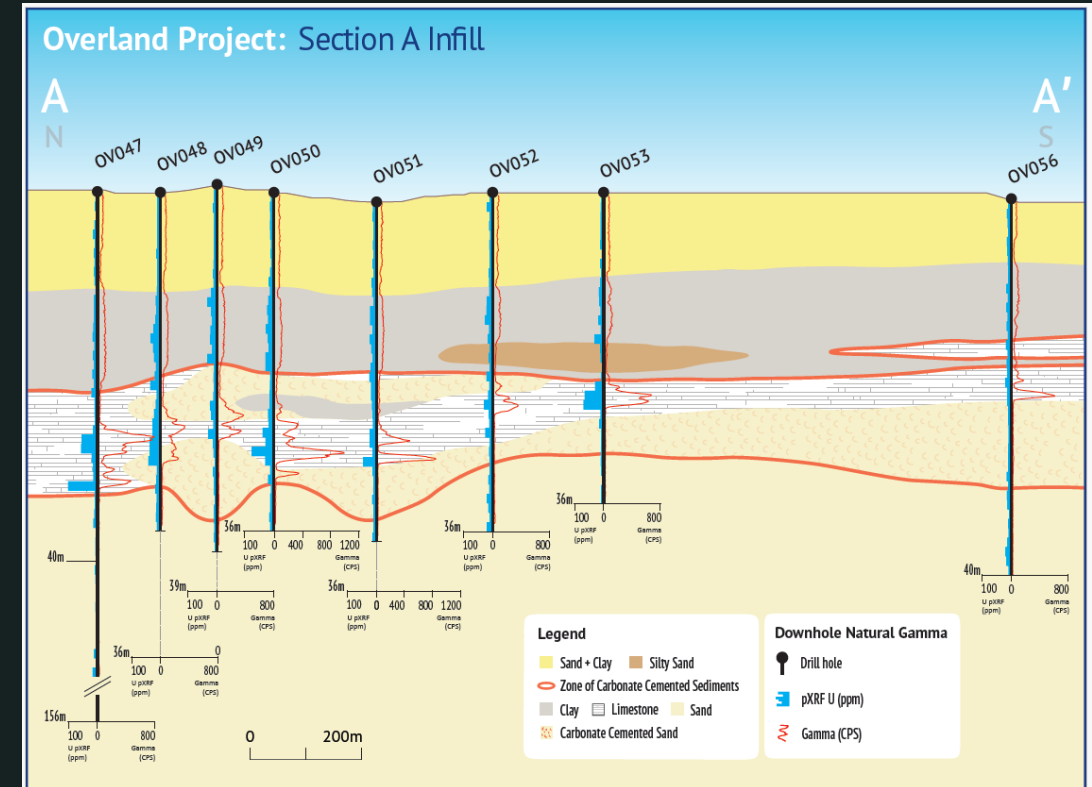 Overland Project: Section A Infill
A
A'
N
S
OV047
OV048
OV049
OV050
OV051
OV052
OV053
OV056
36m
100 0 400 800 1200
U pXRF
(ppm)
Gamma
(CPS)
36m
100 0 800
U pXRF
(ppm)
Gamma
(CPS)
36m
100 0 800
U pXRF
(ppm)
Gamma
(CPS)
40m
40m
100 0 800
U pXRF
(ppm)
Gamma
(CPS)
39m
100 0 800
U pXRF
(ppm)
Gamma
(CPS)
36m
100 0 400 800 1200
U pXRF
(ppm)
Gamma
(CPS)
36m
0
100 0 800
U pXRF
(ppm)
Gamma
(CPS)
156m
100 0 800
U pXRF
(ppm)
Gamma
(CPS)
0 200m
Legend
Sand + Clay
Silty Sand
Zone of Carbonate Cemented Sediments
Clay
Limestone
Sand
Carbonate Cemented Sand
Downhole Natural Gamma
Drill hole
pXRF U (ppm)
Gamma (CPS)